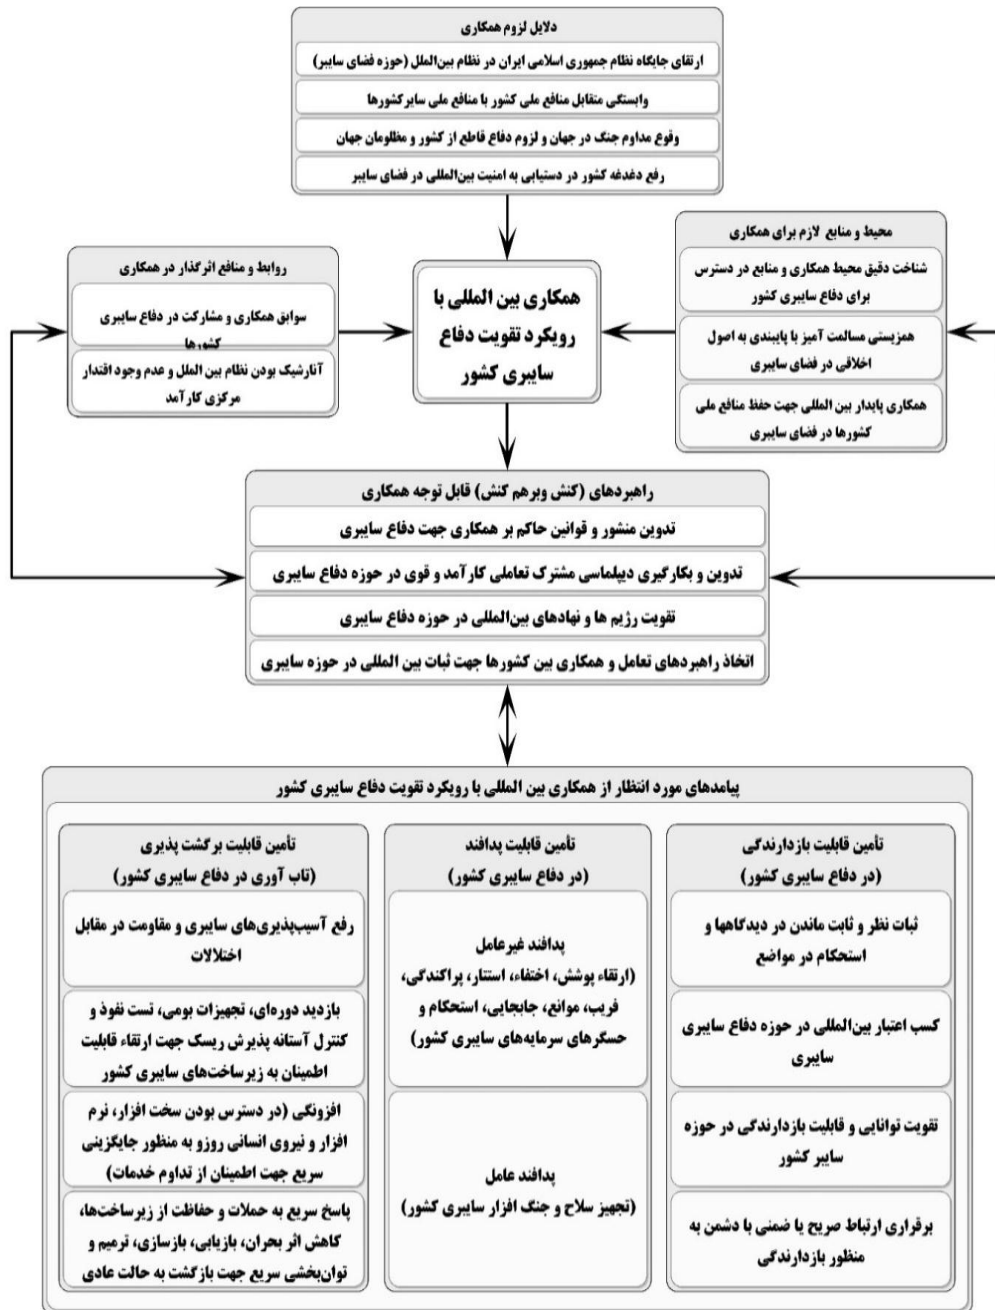 دلایل لزوم همکاری
ارتقای جایگاه نظام جمهوری اسلامی ایران در نظام بین‌الملل (حوزه فضای سایبر)
وابستگی متقابل منافع ملی کشور با منافع ملی سایرکشورها
وقوع مداوم جنگ در جهان و لزوم دفاع قاطع از کشور و مظلومان جهان
رفع دغدغه کشور در دستیابی به امنیت بین‌المللی در فضای سایبر
محیط و منابع لازم برای همکاری
شناخت دقیق محیط همکاری و منابع در دسترس
برای دفاع سایبری کشور
همزیستی مسالمت آمیز با پایبندی به اصول
اخلاقی در فضای سایبری
همکاری پایدار بین المللی جهت حفظ منافع ملی
کشورها در فضای سایبری
همکاری بین المللی با
رویکرد تقویت دفاع
سایبری کشور
روابط و منافع اثرگذار در همکاری
سوابق همکاری و مشارکت در دفاع سایبری
کشورها
آنارشیک بودن نظام بین الملل و عدم وجود اقتدار
مرکزی کارآمد
راهبردهای (کنش وبرهم کنش) قابل توجه همکاری
تدوین منشور و قوانین حاکم بر همکاری جهت دفاع سایبری
تدوین و بکارگیری دیپلماسی مشترک تعاملی کارآمد و قوی در حوزه دفاع سایبری
تقویت رژیم ها و نهادهای بین‌المللی در حوزه دفاع سایبری
اتخاذ راهبردهای تعامل و همکاری بین کشورها جهت ثبات بین المللی در حوزه سایبری
پیامدهای مورد انتظار از همکاری بین المللی با رویکرد تقویت دفاع سایبری کشور
تأمین قابلیت بازدارندگی
(در دفاع سایبری کشور)
ثبات نظر و ثابت ماندن در دیدگاهها و
استحکام در مواضع
کسب اعتبار بین‌المللی در حوزه دفاع سایبری
سایبری
تقویت توانایی و قابلیت بازدارندگی در حوزه
سایبر کشور
برقراری ارتباط صریح یا ضمنی با دشمن به
منظور بازدارندگی
تأمین قابلیت پدافند
(در دفاع سایبری کشور)
پدافند غیرعامل
(ارتقاء پوشش، اختفاء، استتار، پراکندگی،
فریب، موانع، جابجایی، استحکام و
حسگرهای سرمایه‌های سایبری کشور)
پدافند عامل
(تجهیز سلاح و جنگ افزار سایبری کشور)
تأمین قابلیت برگشت پذیری
(تاب آوری در دفاع سایبری کشور)
رفع آسیب‌پذیری‌های سایبری و مقاومت در مقابل
اختلالات
بازدید دوره‌ای، تجهیزات بومی، تست نفوذ و
کنترل آستانه پذیرش ریسک جهت ارتقاء قابلیت
اطمینان به زیرساخت‌های سایبری کشور
افزونگی (در دسترس بودن سخت افزار، نرم
افزار و نیروی انسانی روزو به منظور جایگزینی
سریع جهت اطمینان از تداوم خدمات)
پاسخ سریع به حملات و حفاظت از زیرساخت‌ها،
کاهش اثر بحران، بازیابی، بازسازی، ترمیم و
توان‌بخشی سریع جهت بازگشت به حالت عادی